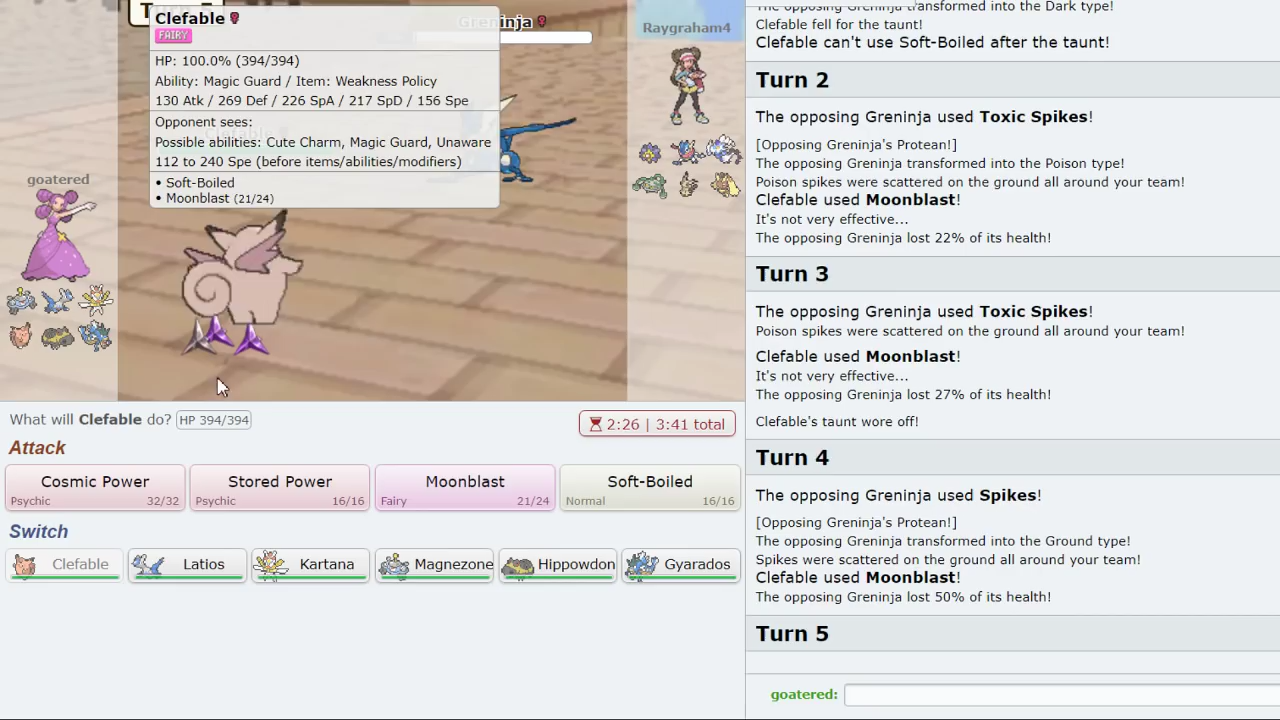 Clefable
FAIRY
HP: 100.0% (394/394)
Ability: Magic Guard / Item: Weakness Policy
130 Atk / 269 Def / 226 SpA / 217 SpD / 156 Spe
Opponent sees:
Possible abilities: Cute Charm, Magic Guard, Unaware
112 to 240 Spe (before items/abilities/modifiers)
• Soft-Boiled
• Moonblast (21/24)
Greninja
goatered
Raygraham4
What will Clefable do? HP 394/394
2:26 | 3:41 total
Attack
Cosmic Power
Psychic 32/32
Stored Power
Psychic 16/16
Moonblast
Fairy 21/24
Soft-Boiled
Normal 16/16
Switch
Clefable
Latios
Kartana
Magnezone
Hippowdon
Gyarados
The opposing Greninja transformed into the Dark type!
Clefable fell for the taunt!
Clefable can't use Soft-Boiled after the taunt!
Turn 2
The opposing Greninja used Toxic Spikes!
[Opposing Greninja's Protean!]
The opposing Greninja transformed into the Poison type!
Poison spikes were scattered on the ground all around your team!
Clefable used Moonblast!
It's not very effective...
The opposing Greninja lost 22% of its health!
Turn 3
The opposing Greninja used Toxic Spikes!
Poison spikes were scattered on the ground all around your team!
Clefable used Moonblast!
It's not very effective...
The opposing Greninja lost 27% of its health!
Clefable's taunt wore off!
Turn 4
The opposing Greninja used Spikes!
[Opposing Greninja's Protean!]
The opposing Greninja transformed into the Ground type!
Spikes were scattered on the ground all around your team!
Clefable used Moonblast!
The opposing Greninja lost 50% of its health!
Turn 5
goatered: